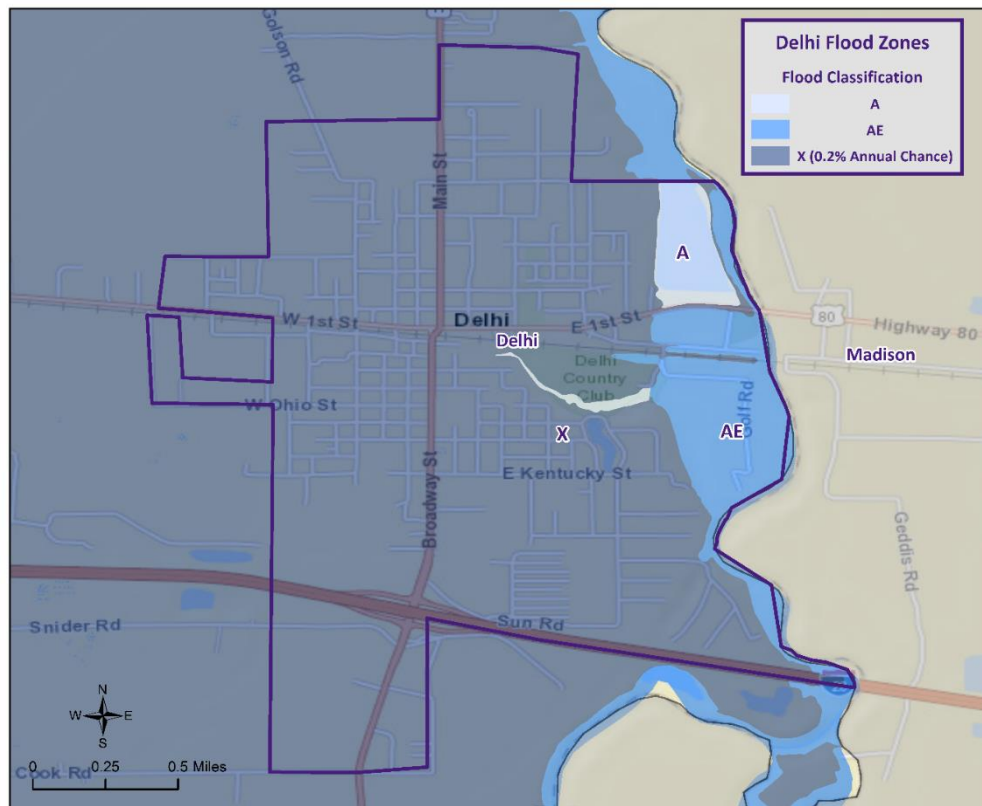 Delhi Flood Zones
Flood Classification
A
AE
X (0.2% Annual Chance)
Golson Rd
Main St
A
W 1st St
Delhi
E 1st St
80
Highway 80
Delhi
Madison
Delhi
Country
Club
W Ohio St
X
AE
Golf Rd
E Kentucky St
Broadway St
Geddis Rd
Snider Rd
Sun Rd
N
W
E
S
0
0.25
0.5 Miles
Cook Rd